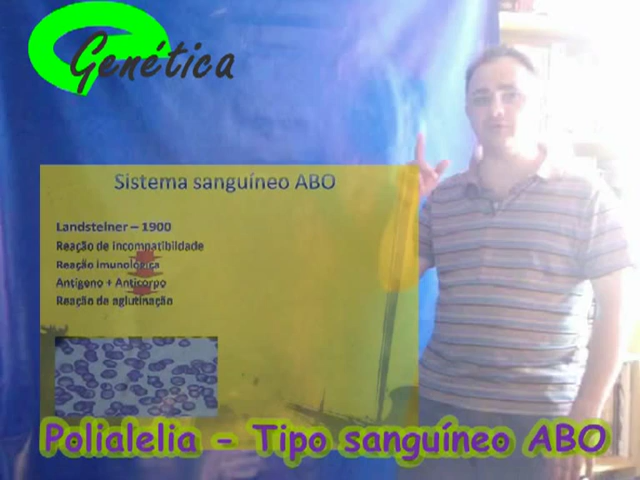 Genética
Sistema sanguíneo ABO
Landsteiner – 1900
Reação de incompatibilidade
Reação imunológica
Antígeno + Anticorpo
Reação de aglutinação
Polialelia - Tipo sanguíneo ABO